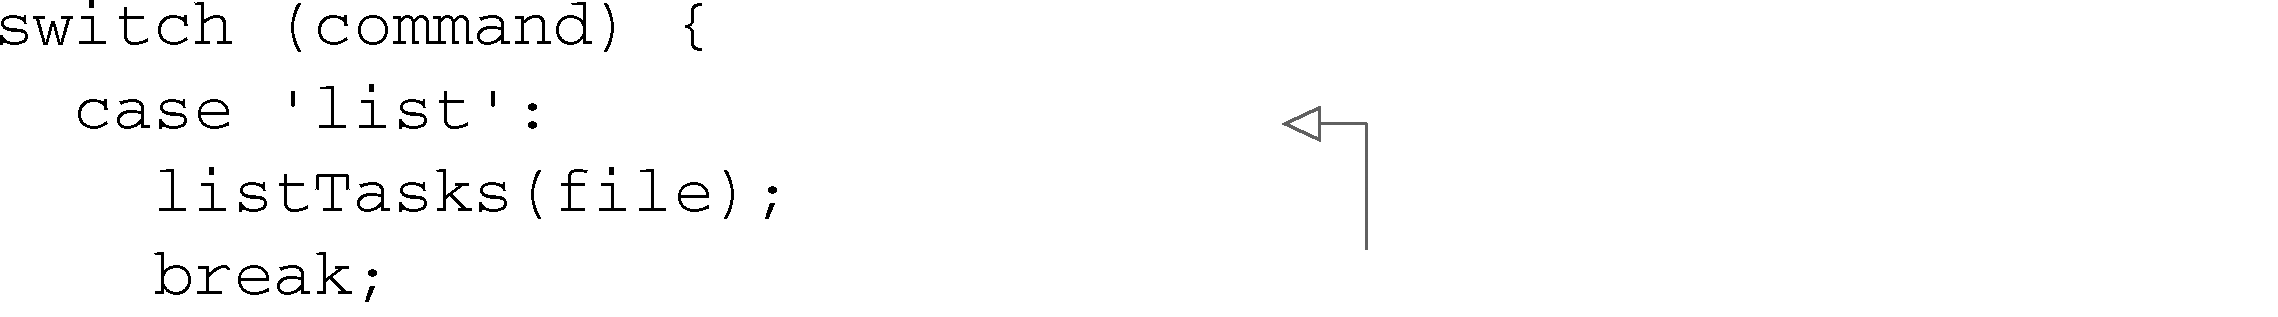 switch (command) {
  case 'list':
    listTasks(file);
    break;